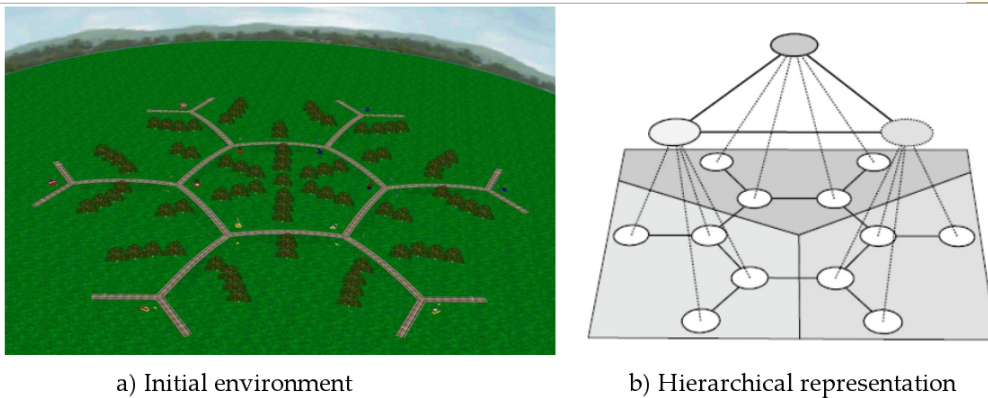 a) Initial environment
b) Hierarchical representation